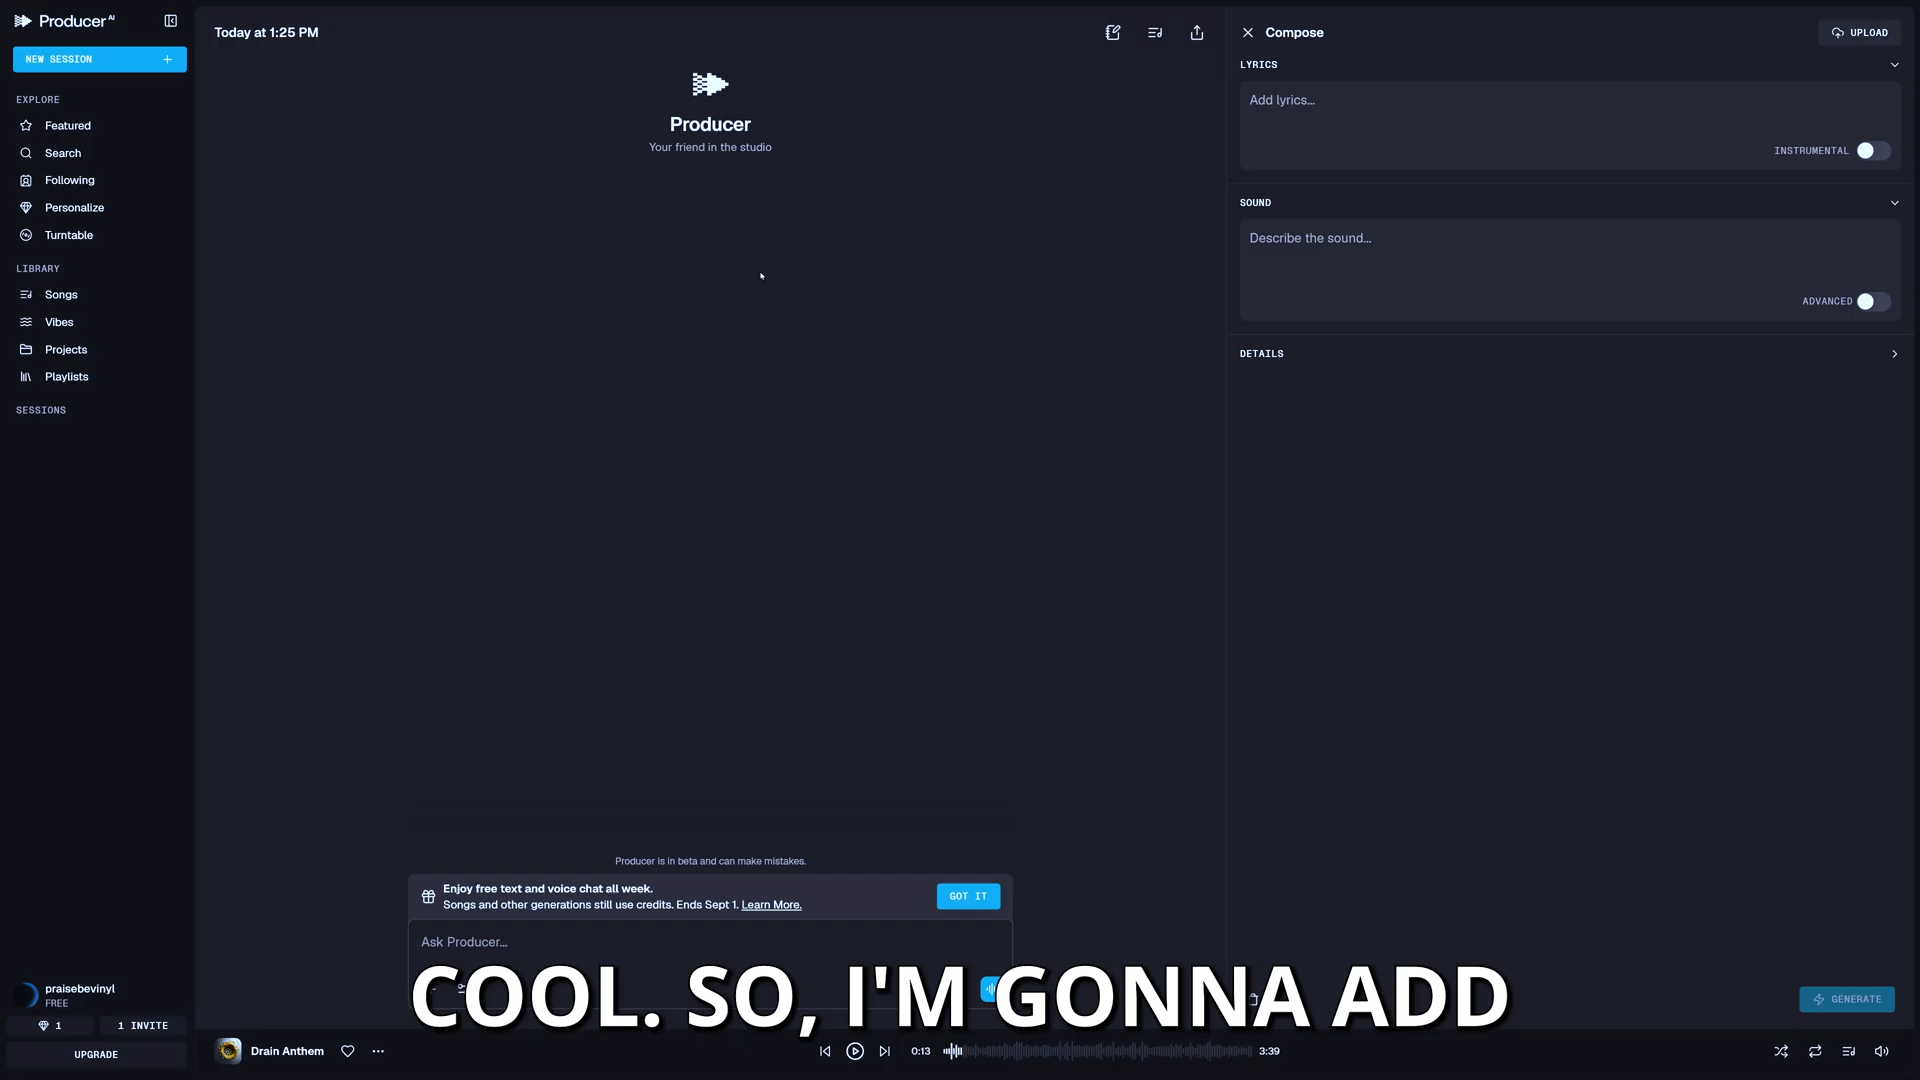 Producer AI
NEW SESSION +
EXPLORE
Featured
Search
Following
Personalize
Turntable
LIBRARY
Songs
Vibes
Projects
Playlists
SESSIONS
praisebevinyl
FREE
1
1 INVITE
UPGRADE
Today at 1:25 PM
Producer
Your friend in the studio
Producer is in beta and can make mistakes.
Enjoy free text and voice chat all week.
Songs and other generations still use credits. Ends Sept 1. Learn More.
GOT IT
Ask Producer...
COOL. SO, I'M GONNA ADD
Compose
UPLOAD
LYRICS
Add lyrics...
INSTRUMENTAL
SOUND
Describe the sound...
ADVANCED
DETAILS
GENERATE
Drain Anthem
0:13
3:39